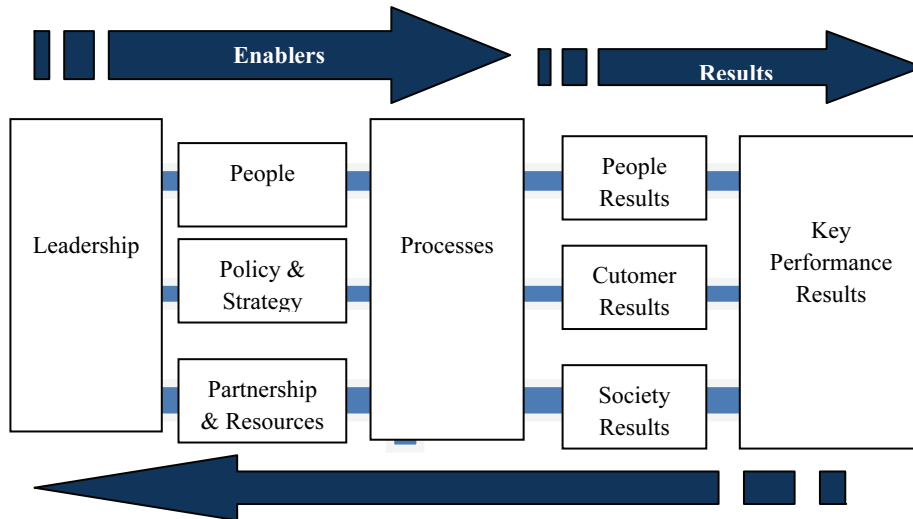 Enablers
Results
Leadership
People
Policy &
Strategy
Partnership
& Resources
Processes
People
Results
Cutomer
Results
Society
Results
Key
Performance
Results